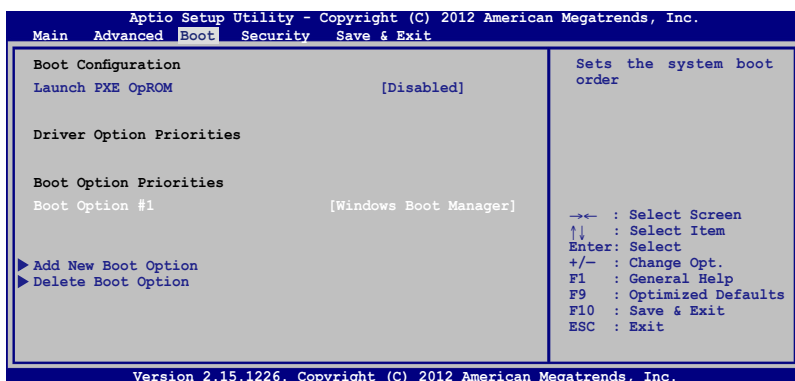 Aptio Setup Utility - Copyright (C) 2012 American Megatrends, Inc.
Main Advanced Boot Security Save & Exit
Boot Configuration
Launch PXE OpROM [Disabled]
Driver Option Priorities
Boot Option Priorities
Boot Option #1 [Windows Boot Manager]
Add New Boot Option
Delete Boot Option
Sets the system boot
order
→← : Select Screen
↑↓ : Select Item
Enter: Select
+/— : Change Opt.
F1 : General Help
F9 : Optimized Defaults
F10 : Save & Exit
ESC : Exit
Version 2.15.1226. Copyright (C) 2012 American Megatrends, Inc.